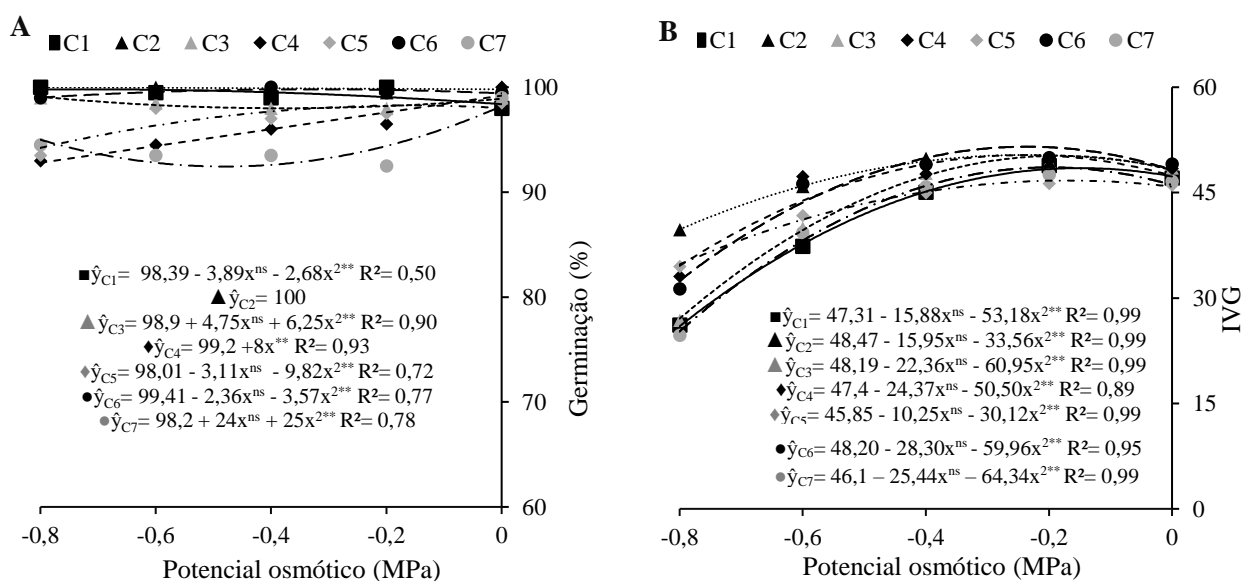 A
C1 C2 C3 C4 C5 C6 C7
100
90
80
70
60
Germinação (%)
ŷC1= 98,39 - 3,89xns - 2,68x2** R²= 0,50
ŷC2= 100
ŷC3= 98,9 + 4,75xns + 6,25x2** R²= 0,90
ŷC4= 99,2 +8x** R²= 0,93
ŷC5= 98,01 - 3,11xns - 9,82x2** R²= 0,72
ŷC6= 99,41 - 2,36xns - 3,57x2** R²= 0,77
ŷC7= 98,2 + 24xns + 25x2** R²= 0,78
-0,8 -0,6 -0,4 -0,2 0
Potencial osmótico (MPa)
B
C1 C2 C3 C4 C5 C6 C7
60
45
30
15
0
IVG
ŷC1= 47,31 - 15,88xns - 53,18x2** R²= 0,99
ŷC2= 48,47 - 15,95xns - 33,56x2** R²= 0,99
ŷC3= 48,19 - 22,36xns - 60,95x2** R²= 0,99
ŷC4= 47,4 - 24,37xns - 50,50x2** R²= 0,89
ŷC5= 45,85 - 10,25xns - 30,12x2** R²= 0,99
ŷC6= 48,20 - 28,30xns - 59,96x2** R²= 0,95
ŷC7= 46,1 – 25,44xns – 64,34x2** R²= 0,99
-0,8 -0,6 -0,4 -0,2 0
Potencial osmótico (MPa)